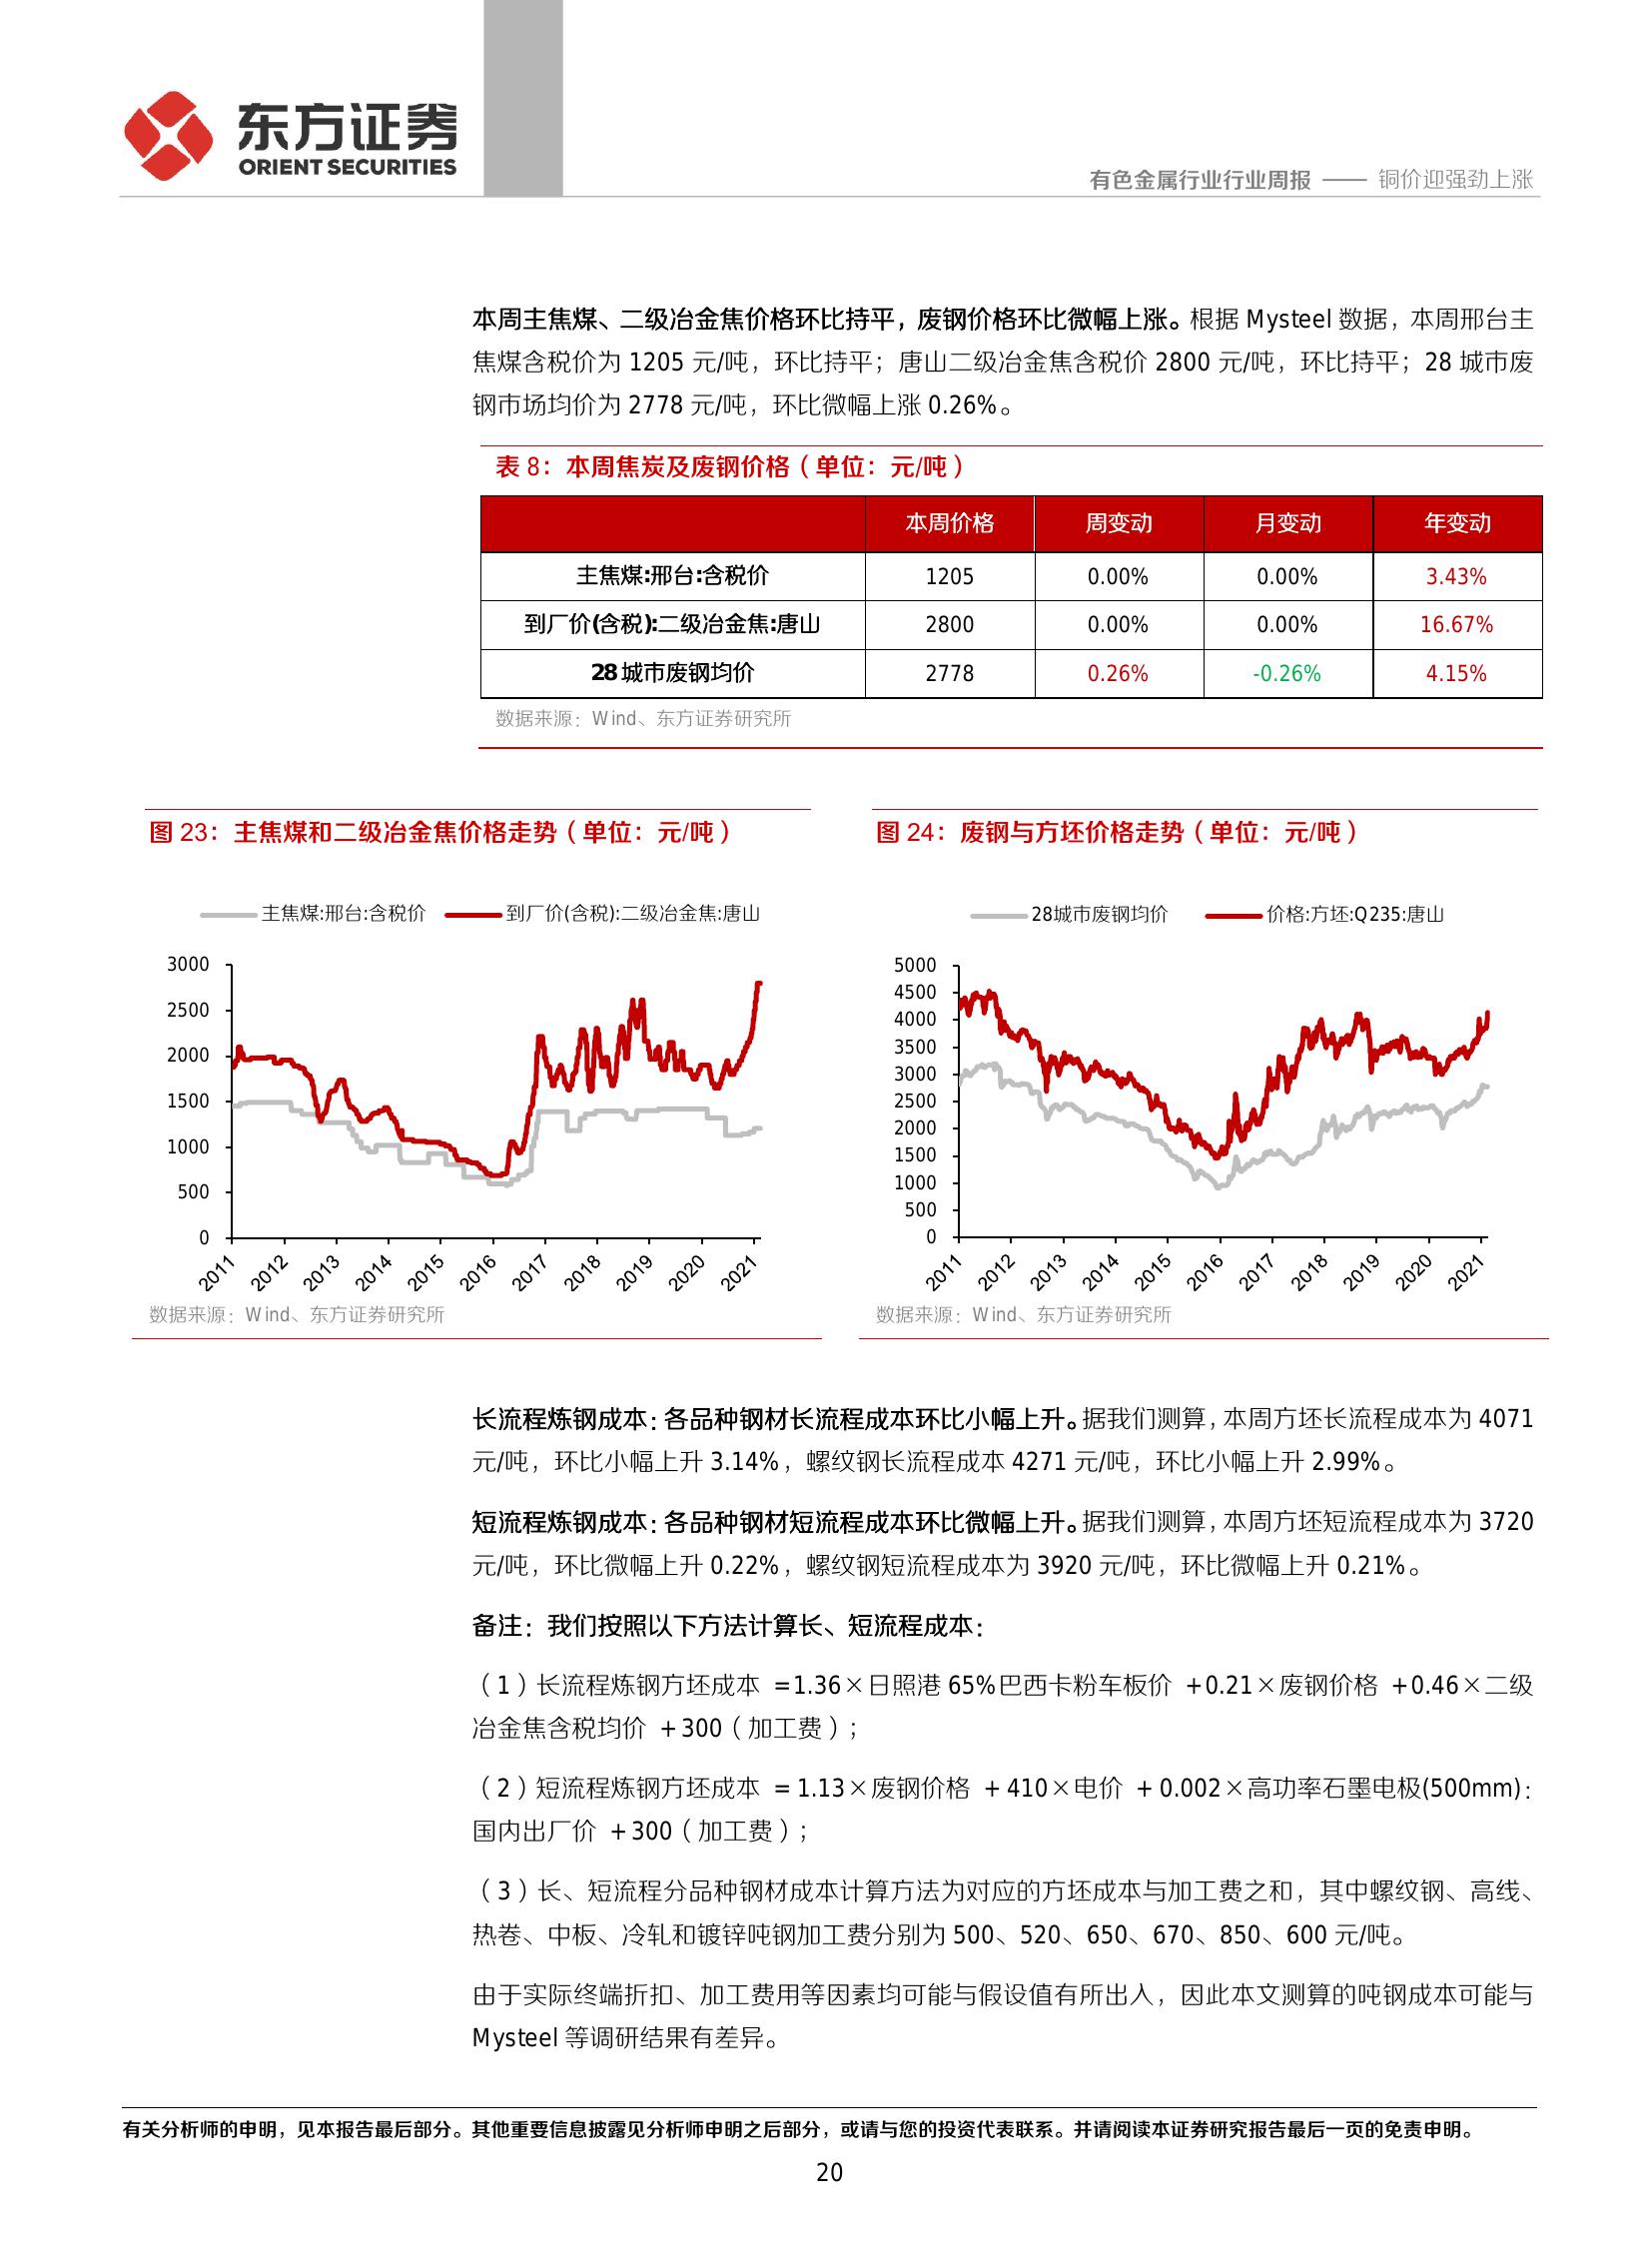 东方证券
ORIENT SECURITIES
有色金属行业行业周报 —— 铜价迎强劲上涨
本周主焦煤、二级冶金焦价格环比持平，废钢价格环比微幅上涨。根据 Mysteel 数据，本周邢台主
焦煤含税价为 1205 元/吨，环比持平；唐山二级冶金焦含税价 2800 元/吨，环比持平；28 城市废
钢市场均价为 2778 元/吨，环比微幅上涨 0.26%。
表 8：本周焦炭及废钢价格（单位：元/吨）
本周价格 周变动 月变动 年变动
主焦煤:邢台:含税价 1205 0.00% 0.00% 3.43%
到厂价(含税):二级冶金焦:唐山 2800 0.00% 0.00% 16.67%
28 城市废钢均价 2778 0.26% -0.26% 4.15%
数据来源：Wind、东方证券研究所
图 23：主焦煤和二级冶金焦价格走势（单位：元/吨）
主焦煤:邢台:含税价 到厂价(含税):二级冶金焦:唐山
3000
2500
2000
1500
1000
500
0
2011 2012 2013 2014 2015 2016 2017 2018 2019 2020 2021
数据来源：Wind、东方证券研究所
图 24：废钢与方坯价格走势（单位：元/吨）
28城市废钢均价 价格:方坯:Q235:唐山
5000
4500
4000
3500
3000
2500
2000
1500
1000
500
0
2011 2012 2013 2014 2015 2016 2017 2018 2019 2020 2021
数据来源：Wind、东方证券研究所
长流程炼钢成本：各品种钢材长流程成本环比小幅上升。据我们测算，本周方坯长流程成本为 4071
元/吨，环比小幅上升 3.14%，螺纹钢长流程成本 4271 元/吨，环比小幅上升 2.99%。
短流程炼钢成本：各品种钢材短流程成本环比微幅上升。据我们测算，本周方坯短流程成本为 3720
元/吨，环比微幅上升 0.22%，螺纹钢短流程成本为 3920 元/吨，环比微幅上升 0.21%。
备注：我们按照以下方法计算长、短流程成本：
（1）长流程炼钢方坯成本 =1.36×日照港 65%巴西卡粉车板价 +0.21×废钢价格 +0.46×二级
冶金焦含税均价 +300（加工费）；
（2）短流程炼钢方坯成本 =1.13×废钢价格 +410×电价 +0.002×高功率石墨电极(500mm)：
国内出厂价 +300（加工费）；
（3）长、短流程分品种钢材成本计算方法为对应的方坯成本与加工费之和，其中螺纹钢、高线、
热卷、中板、冷轧和镀锌吨钢加工费分别为 500、520、650、670、850、600 元/吨。
由于实际终端折扣、加工费用等因素均可能与假设值有所出入，因此本文测算的吨钢成本可能与
Mysteel 等调研结果有差异。
有关分析师的申明，见本报告最后部分。其他重要信息披露见分析师申明之后部分，或请与您的投资代表联系。并请阅读本证券研究报告最后一页的免责申明。
20